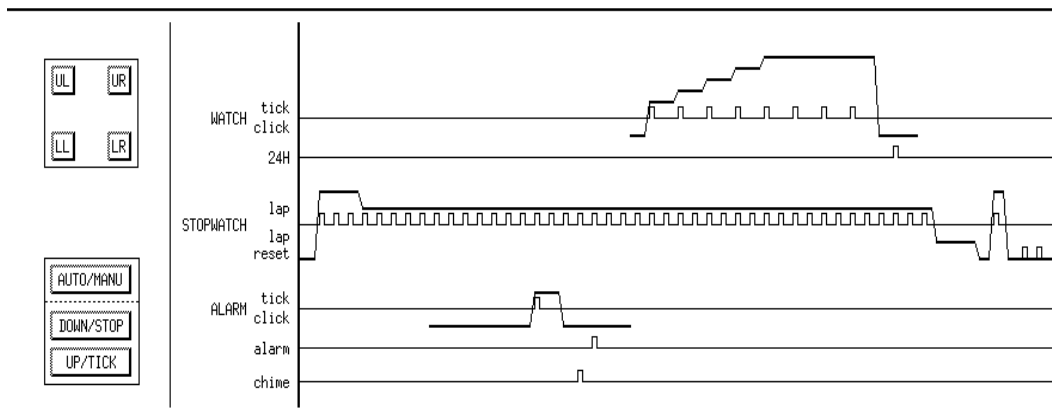 UL UR
LL LR
AUTO/MANU
DOWN/STOP
UP/TICK
WATCH
tick
click
24H
STOPWATCH
lap
lap
reset
ALARM
tick
click
alarm
chime